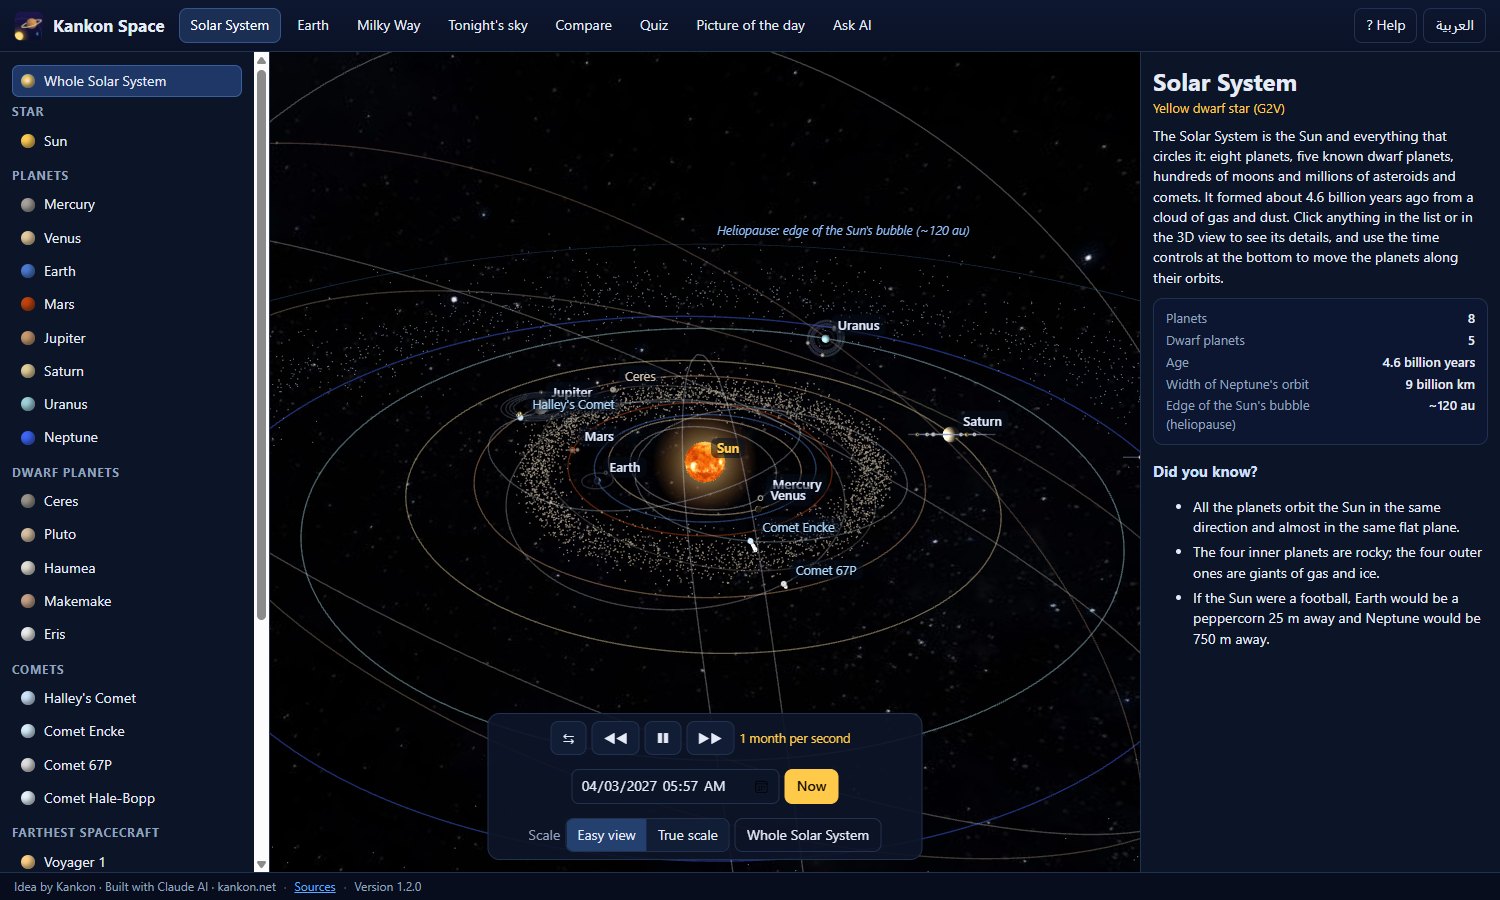 Kankon Space
Solar System
Earth
Milky Way
Tonight's sky
Compare
Quiz
Picture of the day
Ask AI
? Help
العربية
Whole Solar System
STAR
Sun
PLANETS
Mercury
Venus
Earth
Mars
Jupiter
Saturn
Uranus
Neptune
DWARF PLANETS
Ceres
Pluto
Haumea
Makemake
Eris
COMETS
Halley's Comet
Comet Encke
Comet 67P
Comet Hale-Bopp
FARTHEST SPACECRAFT
Voyager 1
Heliopause: edge of the Sun's bubble (~120 au)
Uranus
Ceres
Jupiter
Halley's Comet
Saturn
Mars
Sun
Earth
Mercury
Venus
Comet Encke
Comet 67P
1 month per second
04/03/2027 05:57 AM
Now
Scale
Easy view
True scale
Whole Solar System
Solar System
Yellow dwarf star (G2V)
The Solar System is the Sun and everything that
circles it: eight planets, five known dwarf planets,
hundreds of moons and millions of asteroids and
comets. It formed about 4.6 billion years ago from a
cloud of gas and dust. Click anything in the list or in
the 3D view to see its details, and use the time
controls at the bottom to move the planets along
their orbits.
Planets 8
Dwarf planets 5
Age 4.6 billion years
Width of Neptune's orbit 9 billion km
Edge of the Sun's bubble ~120 au
(heliopause)
Did you know?
• All the planets orbit the Sun in the same
direction and almost in the same flat plane.
• The four inner planets are rocky; the four outer
ones are giants of gas and ice.
• If the Sun were a football, Earth would be a
peppercorn 25 m away and Neptune would be
750 m away.
Idea by Kankon · Built with Claude AI · kankon.net · Sources · Version 1.2.0